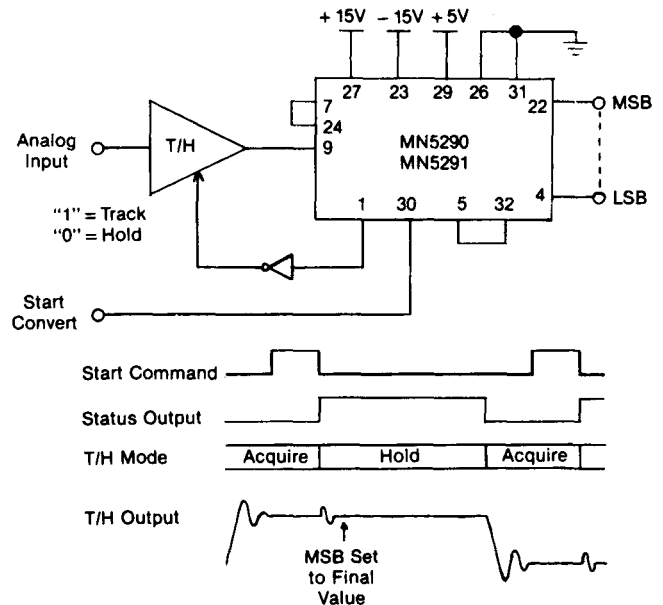 + 15V − 15V + 5V
27 23 29 26 31
7 22 MSB
24
Analog Input T/H 9 MN5290
MN5291
"1" = Track
"0" = Hold
1 30 5 32 4 LSB
Start
Convert
Start Command
Status Output
T/H Mode Acquire Hold Acquire
T/H Output
MSB Set
to Final
Value